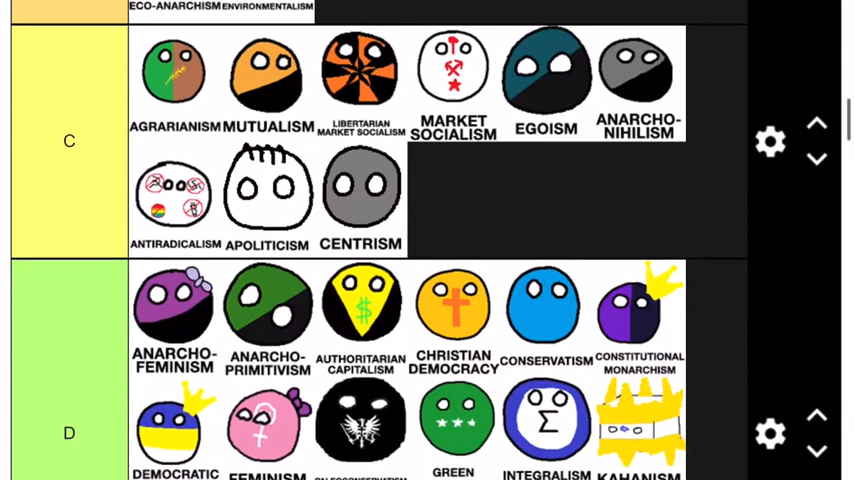 ECO-ANARCHISM ENVIRONMENTALISM
C
AGRARIANISM
MUTUALISM
LIBERTARIAN
MARKET SOCIALISM
MARKET
SOCIALISM
EGOISM
ANARCHO-
NIHILISM
ANTIRADICALISM
APOLITICISM
CENTRISM
D
ANARCHO-
FEMINISM
ANARCHO-
PRIMITIVISM
$
AUTHORITARIAN
CAPITALISM
CHRISTIAN
DEMOCRACY
CONSERVATISM
CONSTITUTIONAL
MONARCHISM
DEMOCRATIC
FEMINISM
PALEOCONSERVATISM
GREEN
Σ
INTEGRALISM
KAHANISM